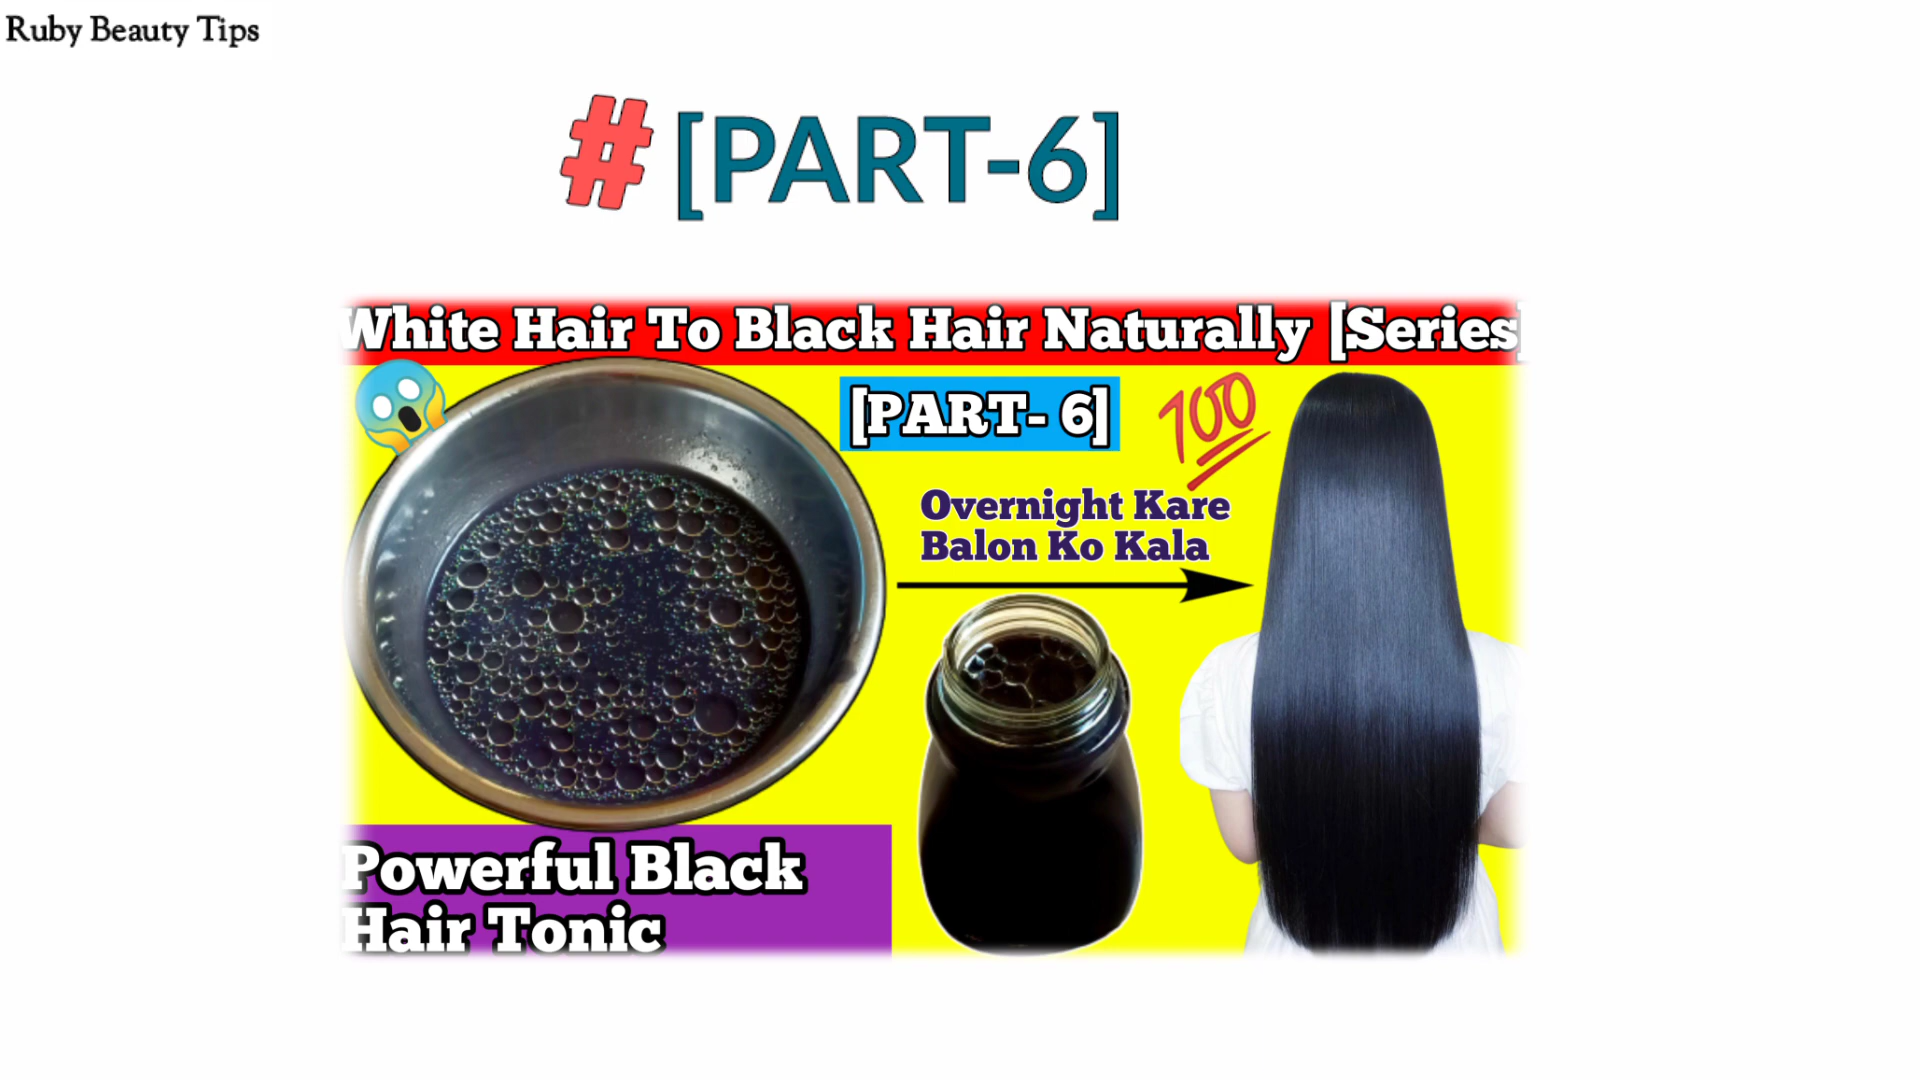 Ruby Beauty Tips
# [PART-6]
White Hair To Black Hair Naturally [Series]
[PART- 6]
100
Overnight Kare
Balon Ko Kala
Powerful Black
Hair Tonic